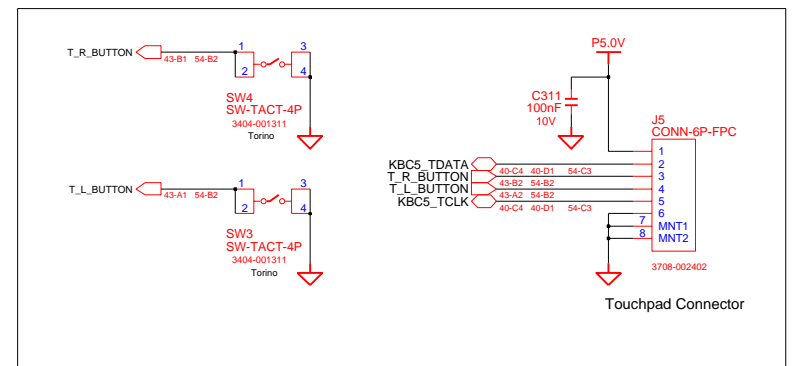 T_R_BUTTON
43-B1 54-B2
1
2
3
4
SW4
SW-TACT-4P
3404-001311
Torino
T_L_BUTTON
43-A1 54-B2
1
2
3
4
SW3
SW-TACT-4P
3404-001311
Torino
P5.0V
C311
100nF
10V
J5
CONN-6P-FPC
KBC5_TDATA
40-C4 40-D1 54-C3
T_R_BUTTON
43-B2 54-B2
T_L_BUTTON
43-A2 54-B2
KBC5_TCLK
40-C4 40-D1 54-C3
1
2
3
4
5
6
7 MNT1
8 MNT2
3708-002402
Touchpad Connector